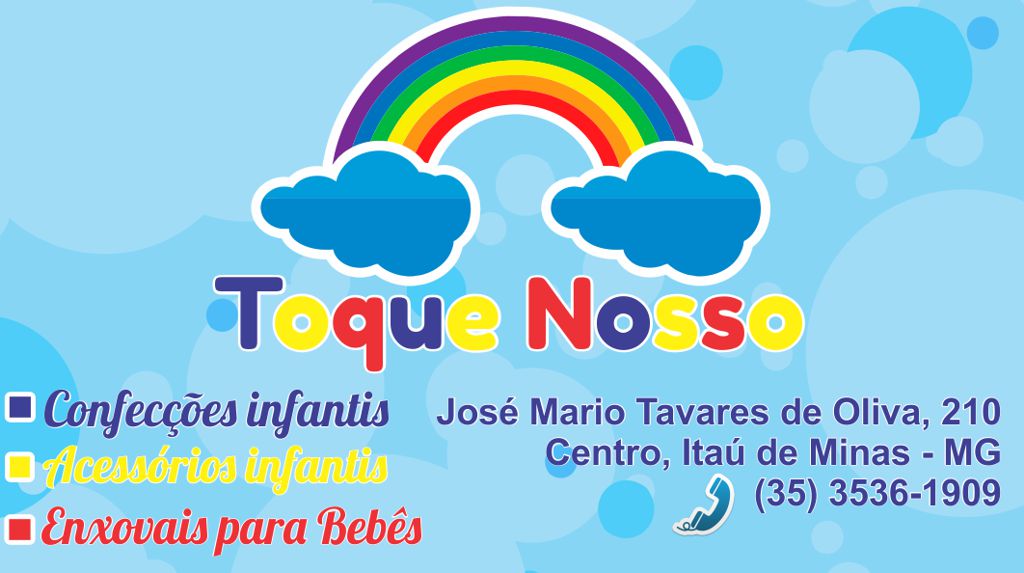 Toque Nosso
Confecções infantis
Acessórios infantis
Enxovais para Bebês
José Mario Tavares de Oliva, 210
Centro, Itaú de Minas - MG
(35) 3536-1909